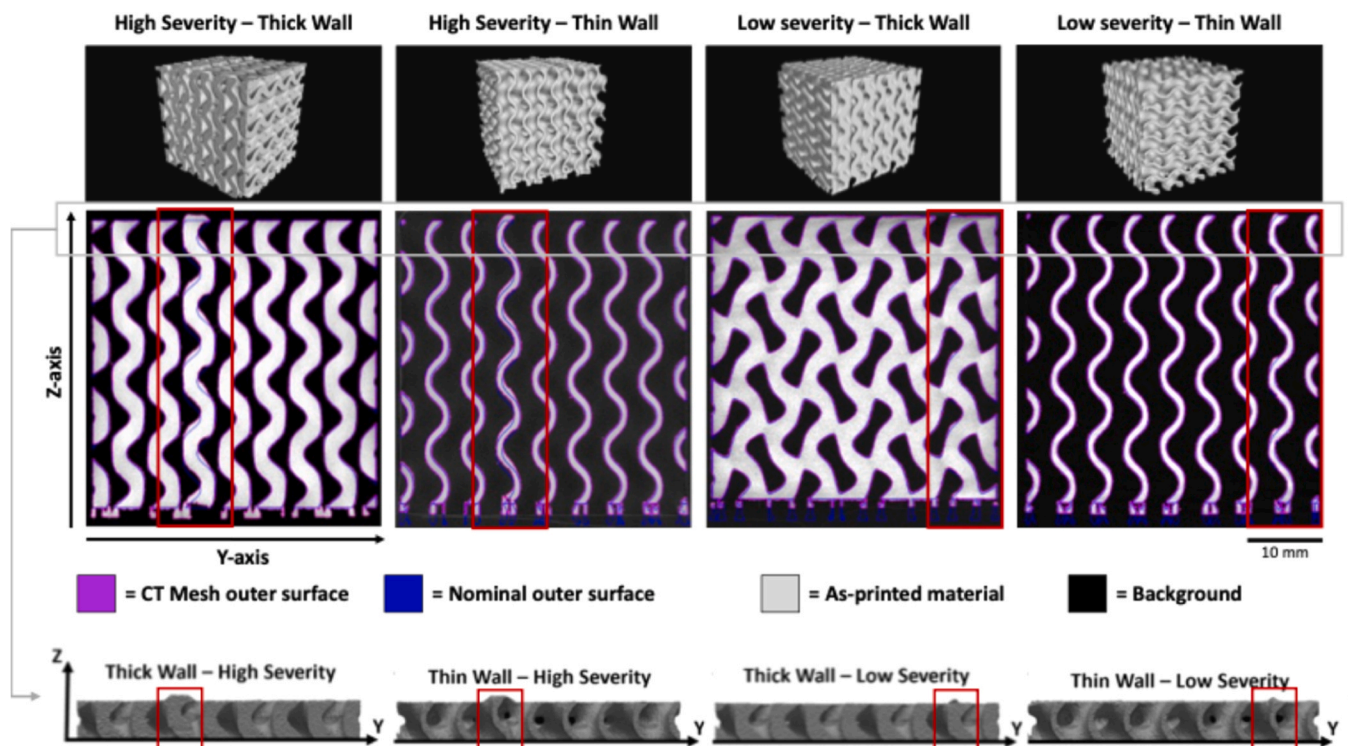 High Severity – Thick Wall
High Severity – Thin Wall
Low severity – Thick Wall
Low severity – Thin Wall
Z-axis
Y-axis
10 mm
= CT Mesh outer surface
= Nominal outer surface
= As-printed material
= Background
Z
Thick Wall – High Severity
Y
Thin Wall – High Severity
Y
Thick Wall – Low Severity
Y
Thin Wall – Low Severity
Y